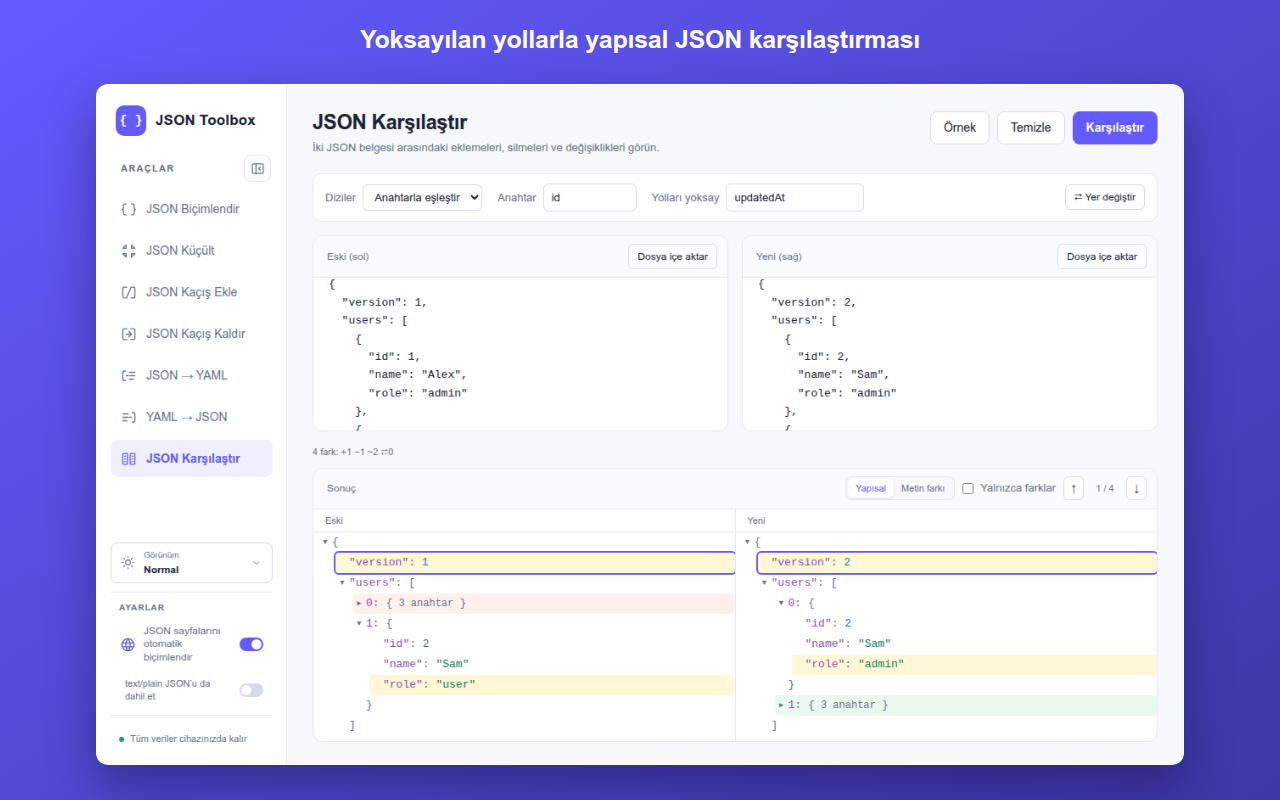 Yoksayılan yollarla yapısal JSON karşılaştırması
{ } JSON Toolbox
ARAÇLAR
JSON Biçimlendir
JSON Küçült
JSON Kaçış Ekle
JSON Kaçış Kaldır
JSON → YAML
YAML → JSON
JSON Karşılaştır
Görünüm
Normal
AYARLAR
JSON sayfalarını
otomatik
biçimlendir
text/plain JSON'u da
dahil et
Tüm veriler cihazınızda kalır
JSON Karşılaştır
İki JSON belgesi arasındaki eklemeleri, silmeleri ve değişiklikleri görün.
Örnek
Temizle
Karşılaştır
Diziler Anahtarla eşleştir Anahtar id Yolları yoksay updatedAt ⇄ Yer değiştir
Eski (sol) Dosya içe aktar
{
"version": 1,
"users": [
{
"id": 1,
"name": "Alex",
"role": "admin"
},
{
Yeni (sağ) Dosya içe aktar
{
"version": 2,
"users": [
{
"id": 2,
"name": "Sam",
"role": "admin"
},
{
4 fark: +1 −1 ~2 ⇄0
Sonuç Yapısal Metin farkı Yalnızca farklar ↑ 1 / 4 ↓
Eski
▾ {
"version": 1
▾ "users": [
▸ 0: { 3 anahtar }
▾ 1: {
"id": 2
"name": "Sam"
"role": "user"
}
]
Yeni
▾ {
"version": 2
▾ "users": [
▾ 0: {
"id": 2
"name": "Sam"
"role": "admin"
}
▸ 1: { 3 anahtar }
]